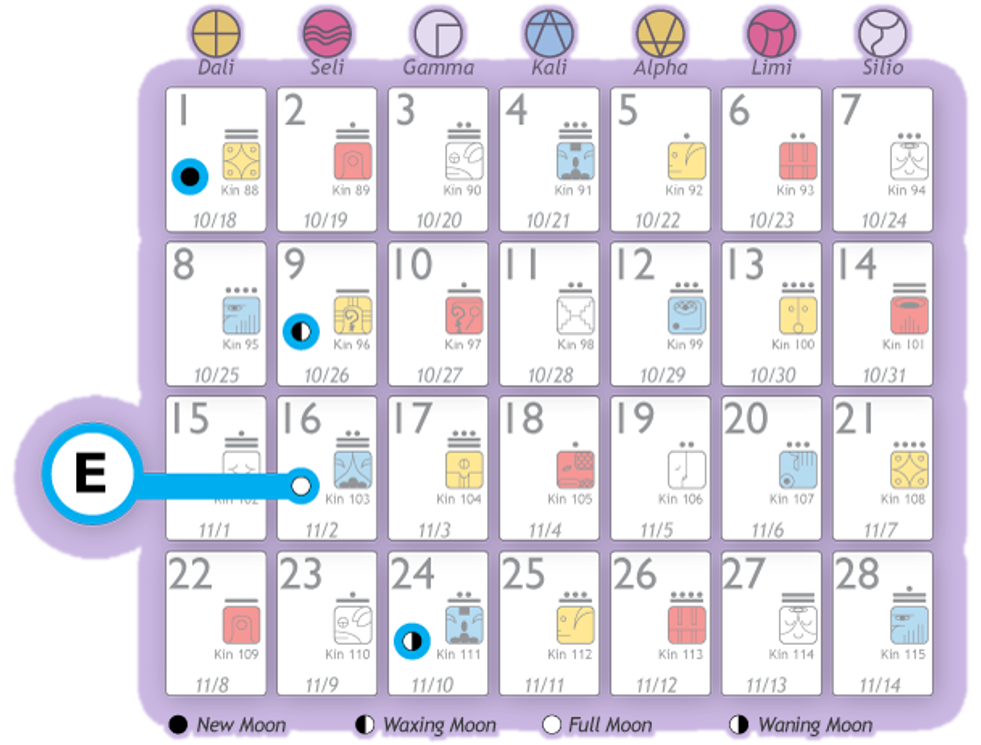 Dali Seli Gamma Kali Alpha Limi Silio
1 2 3 4 5 6 7
Kin 88 Kin 89 Kin 90 Kin 91 Kin 92 Kin 93 Kin 94
10/18 10/19 10/20 10/21 10/22 10/23 10/24
8 9 10 11 12 13 14
Kin 95 Kin 96 Kin 97 Kin 98 Kin 99 Kin 100 Kin 101
10/25 10/26 10/27 10/28 10/29 10/30 10/31
15 16 17 18 19 20 21
E
Kin 102 Kin 103 Kin 104 Kin 105 Kin 106 Kin 107 Kin 108
11/1 11/2 11/3 11/4 11/5 11/6 11/7
22 23 24 25 26 27 28
Kin 109 Kin 110 Kin 111 Kin 112 Kin 113 Kin 114 Kin 115
11/8 11/9 11/10 11/11 11/12 11/13 11/14
New Moon Waxing Moon Full Moon Waning Moon